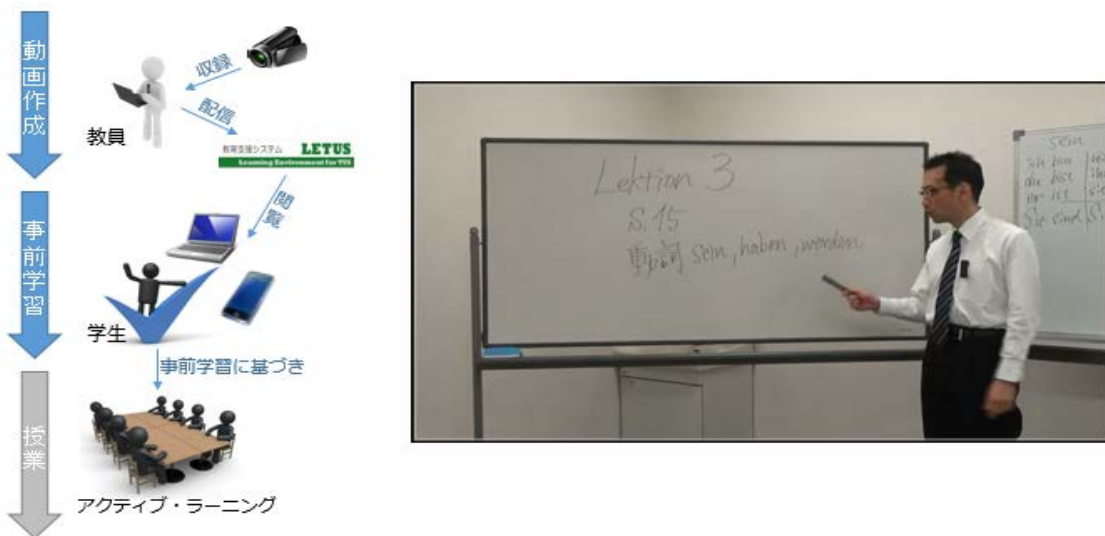 動画作成
収録
配信
教員
教育支援システム LETUS
Learning Environment for TUS
閲覧
事前学習
学生
事前学習に基づき
授業
アクティブ・ラーニング
Lektion 3
S. 15
動詞 sein, haben, werden
sein
ich bin
du bist
er ist
Sie sind